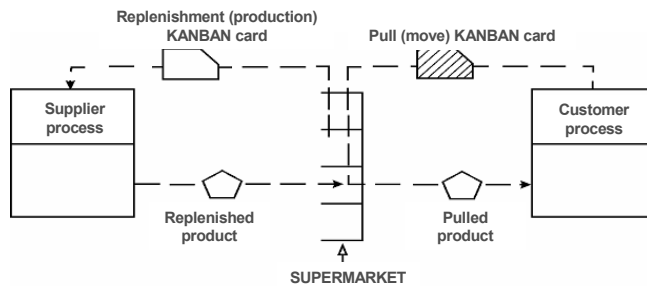 Replenishment (production)
KANBAN card
Pull (move) KANBAN card
Supplier
process
Customer
process
Replenished
product
Pulled
product
SUPERMARKET